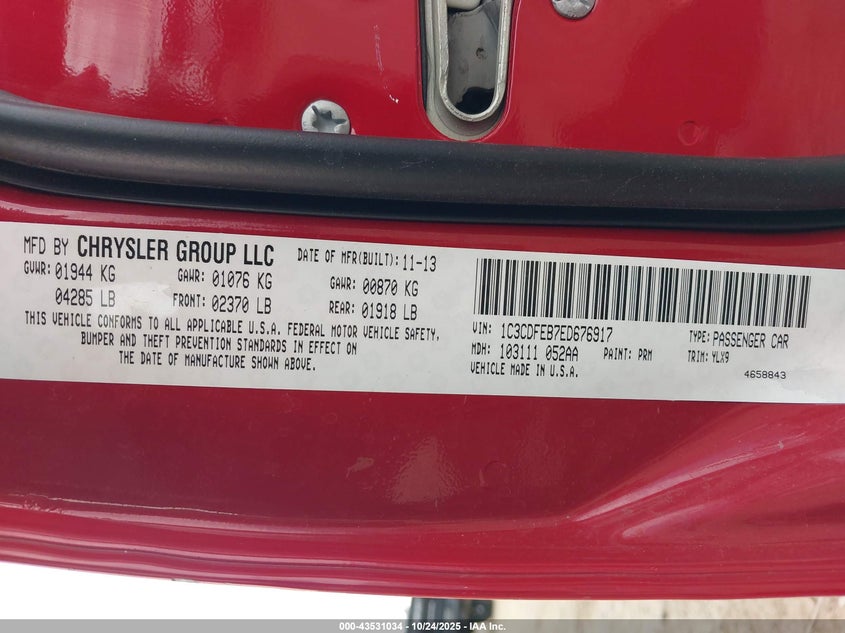 MFD BY CHRYSLER GROUP LLC
DATE OF MFR(BUILT): 11-13
GVWR: 01944 KG GAWR: 01076 KG GAWR: 00870 KG
04285 LB FRONT: 02370 LB REAR: 01918 LB
THIS VEHICLE CONFORMS TO ALL APPLICABLE U.S.A. FEDERAL MOTOR VEHICLE SAFETY,
BUMPER AND THEFT PREVENTION STANDARDS IN EFFECT ON
THE DATE OF MANUFACTURE SHOWN ABOVE.
VIN: 1C3CDFEB7ED676917 TYPE: PASSENGER CAR
MDH: 103111 052AA PAINT: PRM TRIM: YLX9
VEHICLE MADE IN U.S.A.
4658843
000-43531034 - 10/24/2025 - IAA Inc.